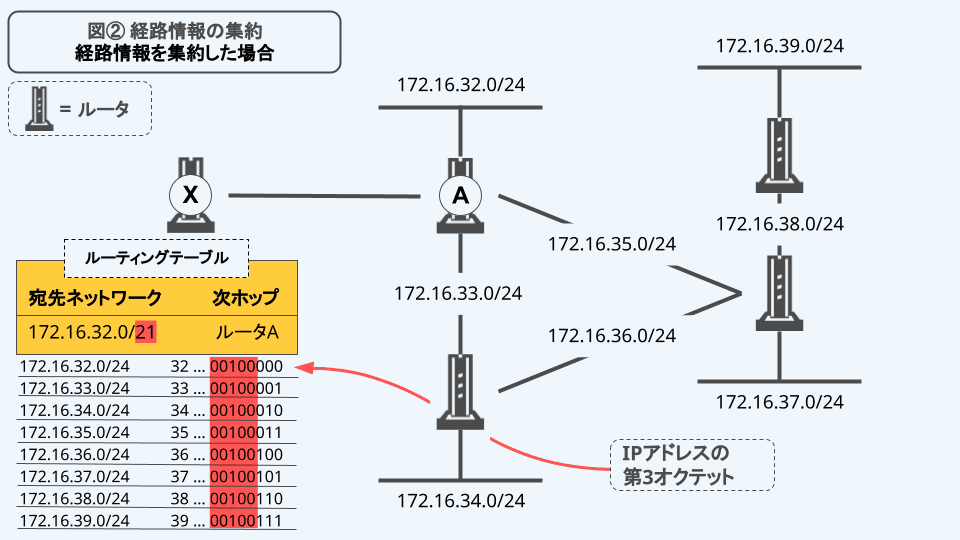 図② 経路情報の集約
経路情報を集約した場合
= ルータ
172.16.32.0/24
172.16.39.0/24
X
A
172.16.35.0/24
172.16.38.0/24
172.16.33.0/24
172.16.36.0/24
172.16.37.0/24
172.16.34.0/24
ルーティングテーブル
宛先ネットワーク 次ホップ
172.16.32.0/21 ルータA
172.16.32.0/24 32 ... 00100000
172.16.33.0/24 33 ... 00100001
172.16.34.0/24 34 ... 00100010
172.16.35.0/24 35 ... 00100011
172.16.36.0/24 36 ... 00100100
172.16.37.0/24 37 ... 00100101
172.16.38.0/24 38 ... 00100110
172.16.39.0/24 39 ... 00100111
IPアドレスの
第3オクテット